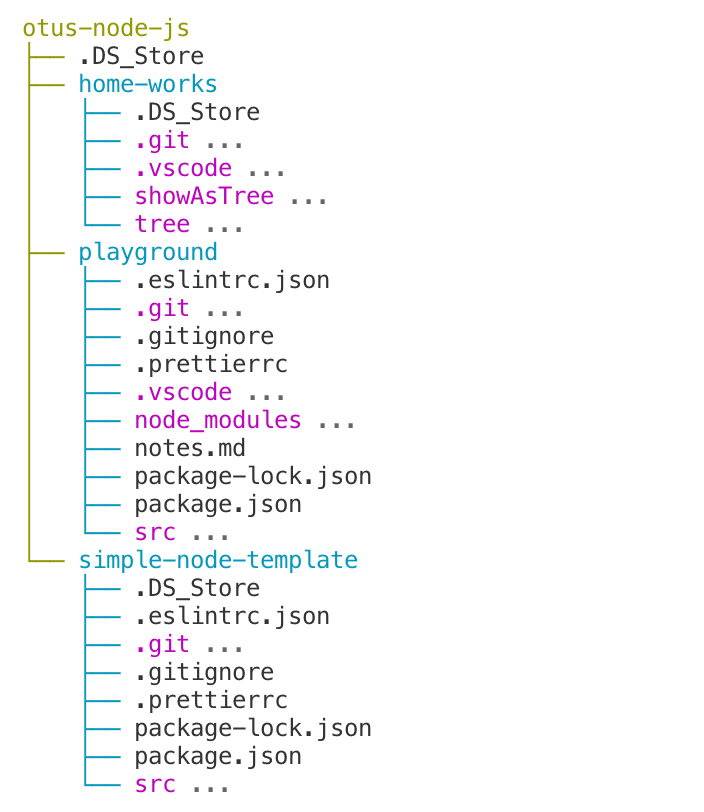 otus-node-js
├── .DS_Store
├── home-works
│   ├── .DS_Store
│   ├── .git ...
│   ├── .vscode ...
│   ├── showAsTree ...
│   └── tree ...
├── playground
│   ├── .eslintrc.json
│   ├── .git ...
│   ├── .gitignore
│   ├── .prettierrc
│   ├── .vscode ...
│   ├── node_modules ...
│   ├── notes.md
│   ├── package-lock.json
│   ├── package.json
│   └── src ...
└── simple-node-template
    ├── .DS_Store
    ├── .eslintrc.json
    ├── .git ...
    ├── .gitignore
    ├── .prettierrc
    ├── package-lock.json
    ├── package.json
    └── src ...